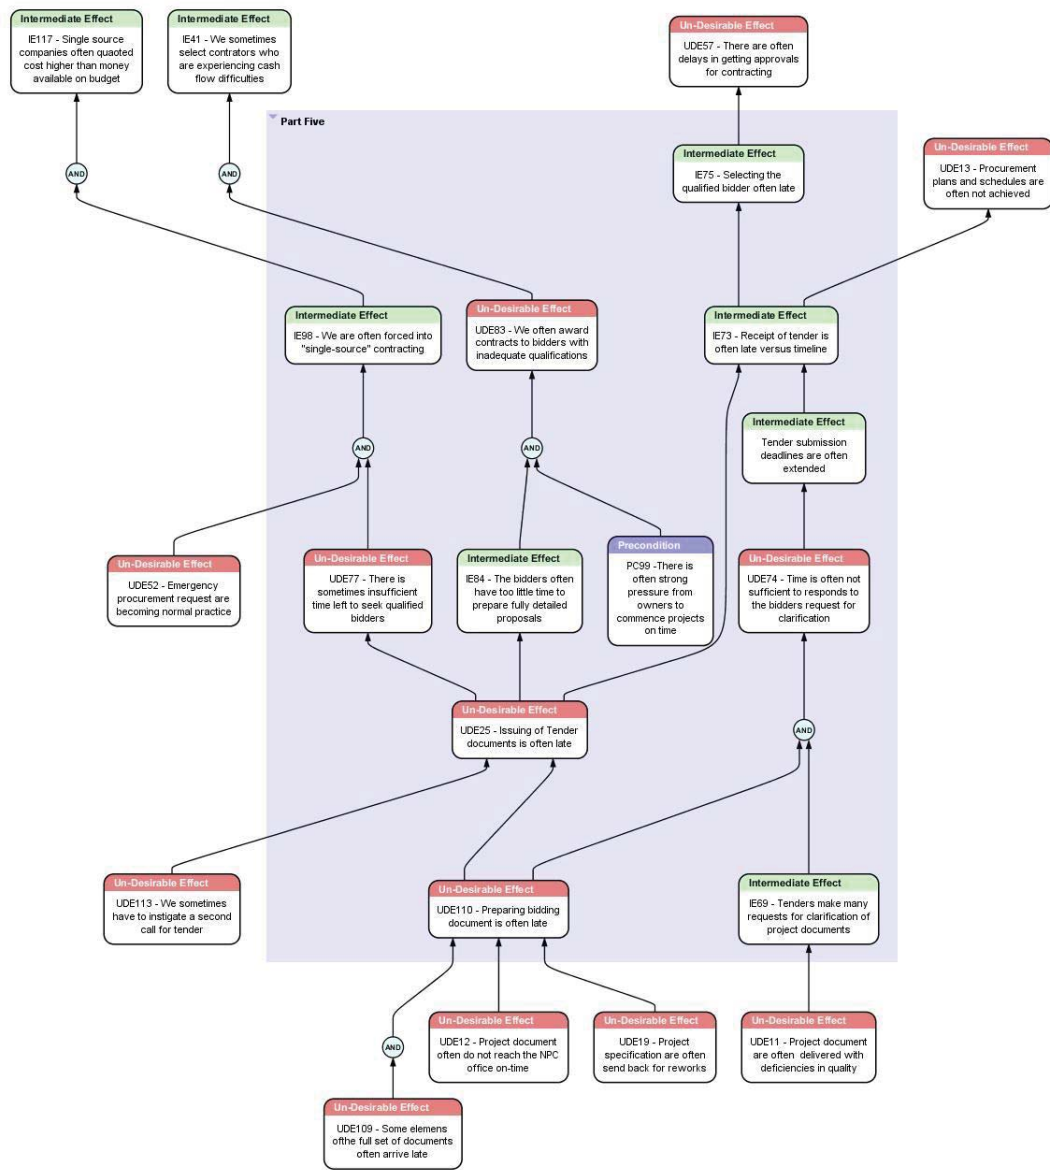 Intermediate Effect
IE117 - Single source
companies often quaoted
cost higher than money
available on budget
Intermediate Effect
IE41 - We sometimes
select contrators who
are experiencing cash
flow difficulties
Un-Desirable Effect
UDE57 - There are often
delays in getting approvals
for contracting
Part Five
AND
AND
Intermediate Effect
IE75 - Selecting the
qualified bidder often late
Un-Desirable Effect
UDE13 - Procurement
plans and schedules are
often not achieved
Intermediate Effect
IE98 - We are often forced into
"single-source" contracting
Un-Desirable Effect
UDE83 - We often award
contracts to bidders with
inadequate qualifications
Intermediate Effect
IE73 - Receipt of tender is
often late versus timeline
Intermediate Effect
Tender submission
deadlines are often
extended
AND
AND
Un-Desirable Effect
UDE52 - Emergency
procurement request are
becoming normal practice
Un-Desirable Effect
UDE77 - There is
sometimes insufficient
time left to seek qualified
bidders
Intermediate Effect
IE84 - The bidders often
have too little time to
prepare fully detailed
proposals
Precondition
PC99 -There is
often strong
pressure from
owners to
commence projects
on time
Un-Desirable Effect
UDE74 - Time is often not
sufficient to responds to
the bidders request for
clarification
Un-Desirable Effect
UDE25 - Issuing of Tender
documents is often late
AND
Un-Desirable Effect
UDE113 - We sometimes
have to instigate a second
call for tender
Un-Desirable Effect
UDE110 - Preparing bidding
document is often late
Intermediate Effect
IE69 - Tenders make many
requests for clarification of
project documents
AND
Un-Desirable Effect
UDE12 - Project document
often do not reach the NPC
office on-time
Un-Desirable Effect
UDE19 - Project
specification are often
send back for reworks
Un-Desirable Effect
UDE11 - Project document
are often delivered with
deficiencies in quality
Un-Desirable Effect
UDE109 - Some elemens
ofthe full set of documents
often arrive late